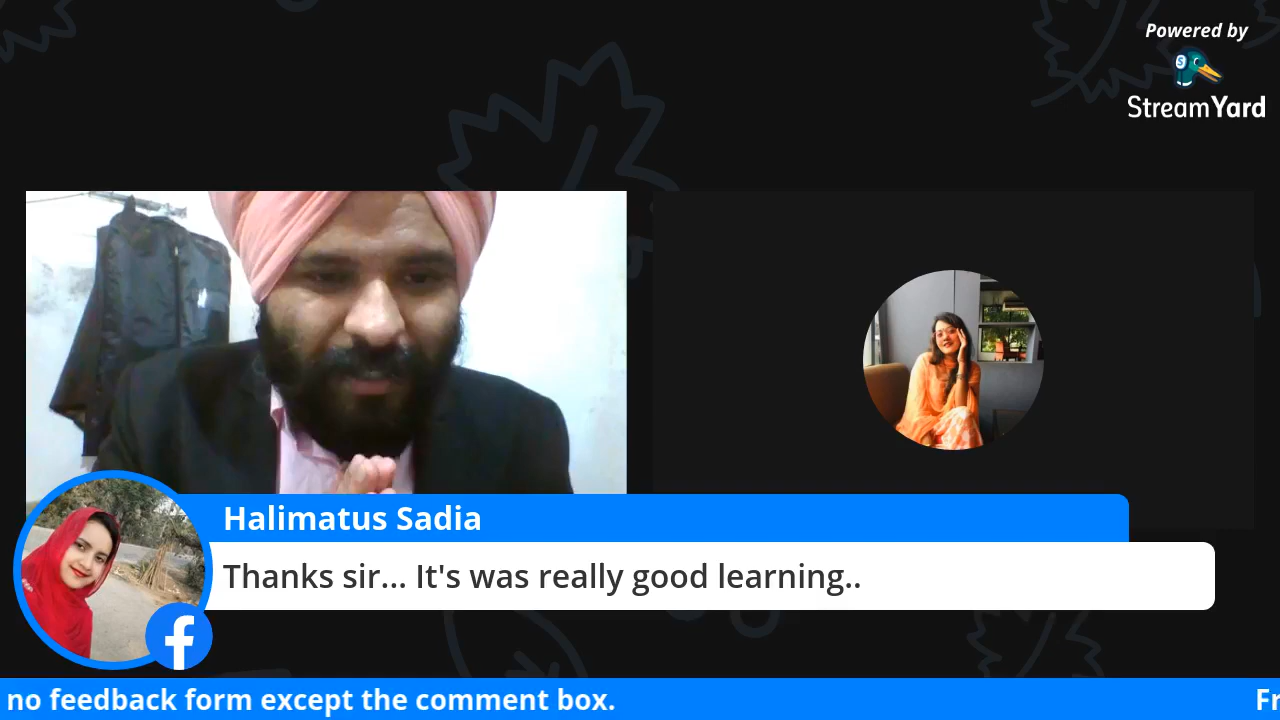 Powered by
StreamYard
Halimatus Sadia
Thanks sir... It's was really good learning..
no feedback form except the comment box.
Fr